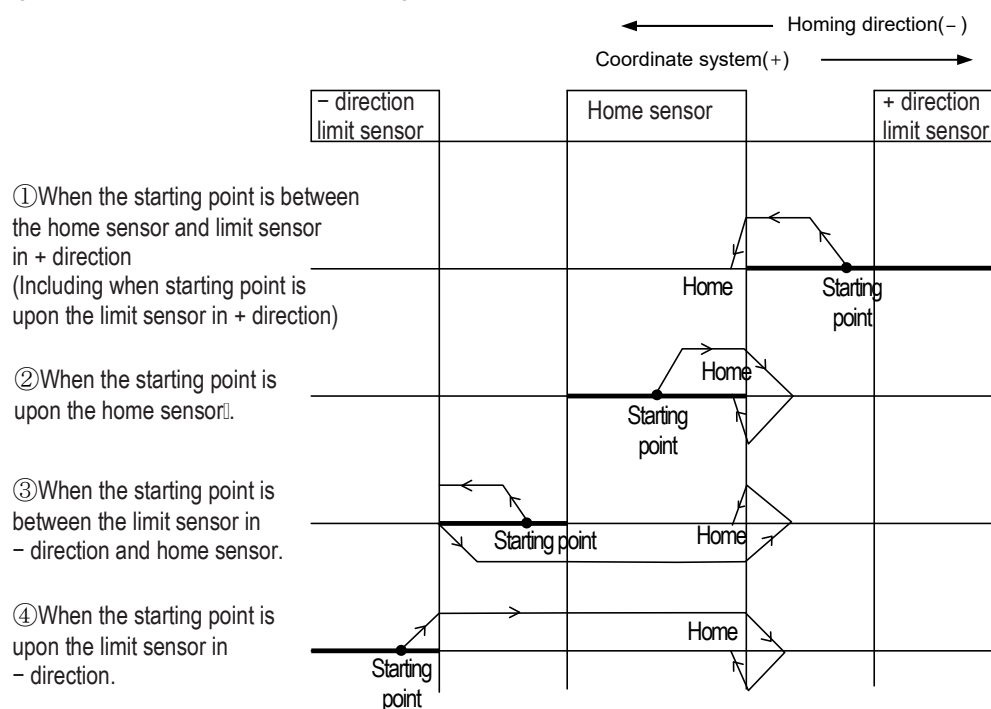 Homing direction(−)
Coordinate system(+)
− direction
limit sensor
Home sensor
+ direction
limit sensor
①When the starting point is between
the home sensor and limit sensor
in + direction
(Including when starting point is
upon the limit sensor in + direction)
Home
Starting
point
②When the starting point is
upon the home sensor▯.
Home
Starting
point
③When the starting point is
between the limit sensor in
− direction and home sensor.
Starting point
Home
④When the starting point is
upon the limit sensor in
− direction.
Home
Starting
point